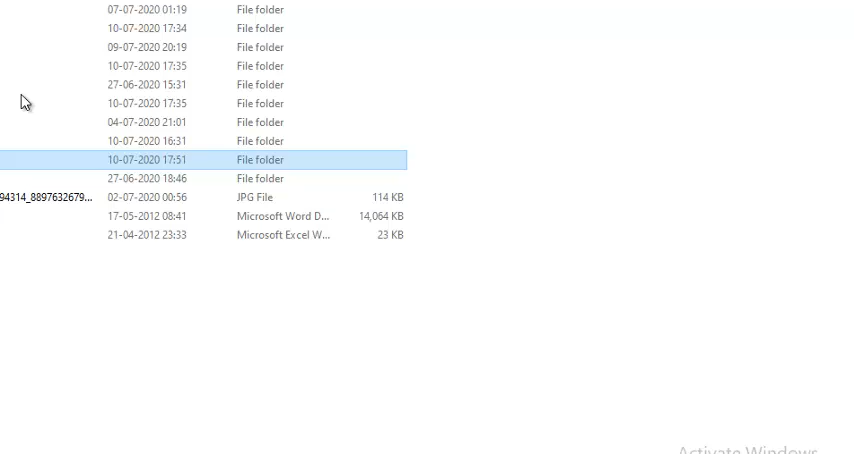 07-07-2020 01:19 File folder
10-07-2020 17:34 File folder
09-07-2020 20:19 File folder
10-07-2020 17:35 File folder
27-06-2020 15:31 File folder
10-07-2020 17:35 File folder
04-07-2020 21:01 File folder
10-07-2020 16:31 File folder
10-07-2020 17:51 File folder
27-06-2020 18:46 File folder
94314_8897632679... 02-07-2020 00:56 JPG File 114 KB
17-05-2012 08:41 Microsoft Word D... 14,064 KB
21-04-2012 23:33 Microsoft Excel W... 23 KB
Activate Windows